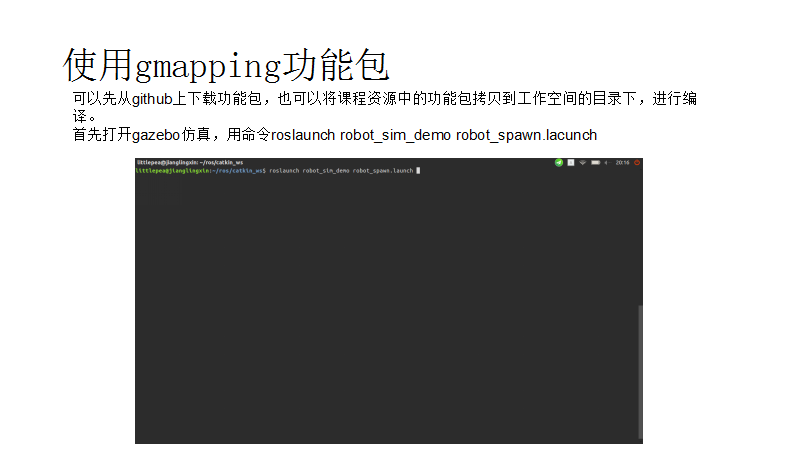 使用gmapping功能包
可以先从github上下载功能包，也可以将课程资源中的功能包拷贝到工作空间的目录下，进行编
译。
首先打开gazebo仿真，用命令roslaunch robot_sim_demo robot_spawn.lacunch
littlepea@jianglingxin: ~/ros/catkin_ws
20:16
littlepea@jianglingxin:~/ros/catkin_ws$ roslaunch robot_sim_demo robot_spawn.launch